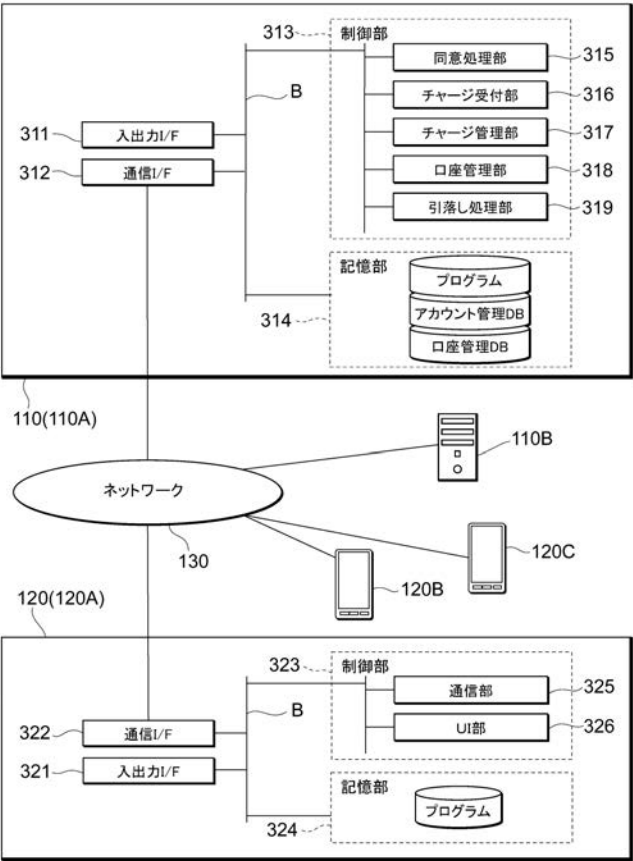 313
制御部
同意処理部
315
B
チャージ受付部
316
311
入出力I/F
チャージ管理部
317
312
通信I/F
口座管理部
318
引落し処理部
319
記憶部
プログラム
314
アカウント管理DB
口座管理DB
110(110A)
110B
ネットワーク
130
120C
120B
120(120A)
323
制御部
通信部
325
B
322
通信I/F
UI部
326
321
入出力I/F
記憶部
プログラム
324